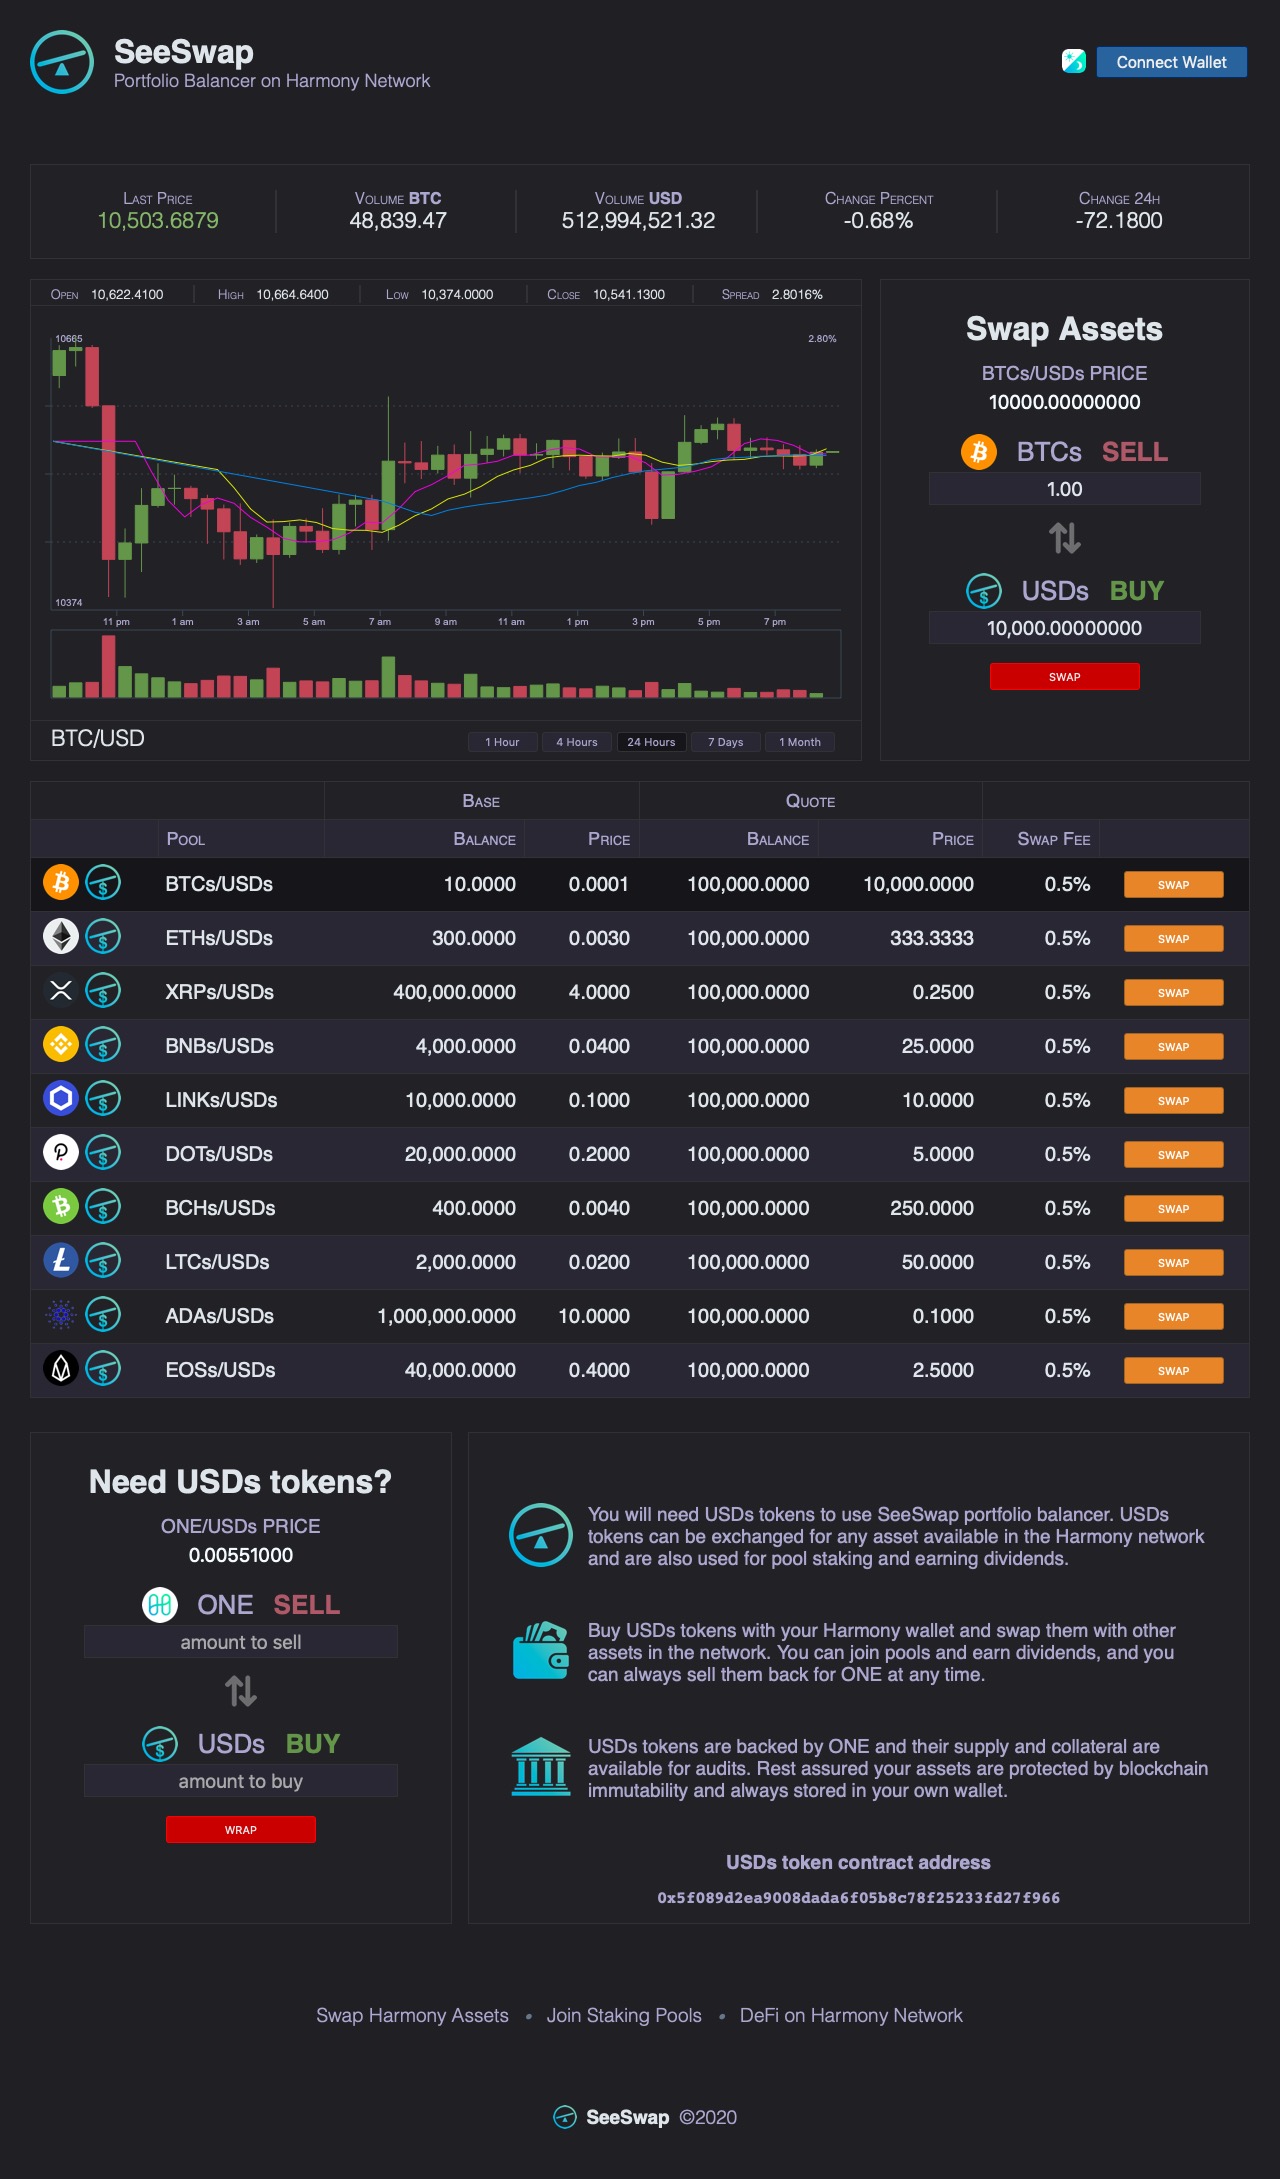 SeeSwap
Portfolio Balancer on Harmony Network
Connect Wallet
Last Price
10,503.6879
Volume BTC
48,839.47
Volume USD
512,994,521.32
Change Percent
-0.68%
Change 24h
-72.1800
Open 10,622.4100 High 10,664.6400 Low 10,374.0000 Close 10,541.1300 Spread 2.8016%
10665 2.80%
10374
11 pm 1 am 3 am 5 am 7 am 9 am 11 am 1 pm 3 pm 5 pm 7 pm
BTC/USD
1 Hour 4 Hours 24 Hours 7 Days 1 Month
Swap Assets
BTCs/USDs PRICE
10000.00000000
BTCs SELL
1.00
USDs BUY
10,000.00000000
SWAP
Base Quote
Pool Balance Price Balance Price Swap Fee
BTCs/USDs 10.0000 0.0001 100,000.0000 10,000.0000 0.5% SWAP
ETHs/USDs 300.0000 0.0030 100,000.0000 333.3333 0.5% SWAP
XRPs/USDs 400,000.0000 4.0000 100,000.0000 0.2500 0.5% SWAP
BNBs/USDs 4,000.0000 0.0400 100,000.0000 25.0000 0.5% SWAP
LINKs/USDs 10,000.0000 0.1000 100,000.0000 10.0000 0.5% SWAP
DOTs/USDs 20,000.0000 0.2000 100,000.0000 5.0000 0.5% SWAP
BCHs/USDs 400.0000 0.0040 100,000.0000 250.0000 0.5% SWAP
LTCs/USDs 2,000.0000 0.0200 100,000.0000 50.0000 0.5% SWAP
ADAs/USDs 1,000,000.0000 10.0000 100,000.0000 0.1000 0.5% SWAP
EOSs/USDs 40,000.0000 0.4000 100,000.0000 2.5000 0.5% SWAP
Need USDs tokens?
ONE/USDs PRICE
0.00551000
ONE SELL
amount to sell
USDs BUY
amount to buy
WRAP
You will need USDs tokens to use SeeSwap portfolio balancer. USDs
tokens can be exchanged for any asset available in the Harmony network
and are also used for pool staking and earning dividends.
Buy USDs tokens with your Harmony wallet and swap them with other
assets in the network. You can join pools and earn dividends, and you
can always sell them back for ONE at any time.
USDs tokens are backed by ONE and their supply and collateral are
available for audits. Rest assured your assets are protected by blockchain
immutability and always stored in your own wallet.
USDs token contract address
0x5f089d2ea9008dada6f05b8c78f25233fd27f966
Swap Harmony Assets • Join Staking Pools • DeFi on Harmony Network
SeeSwap ©2020